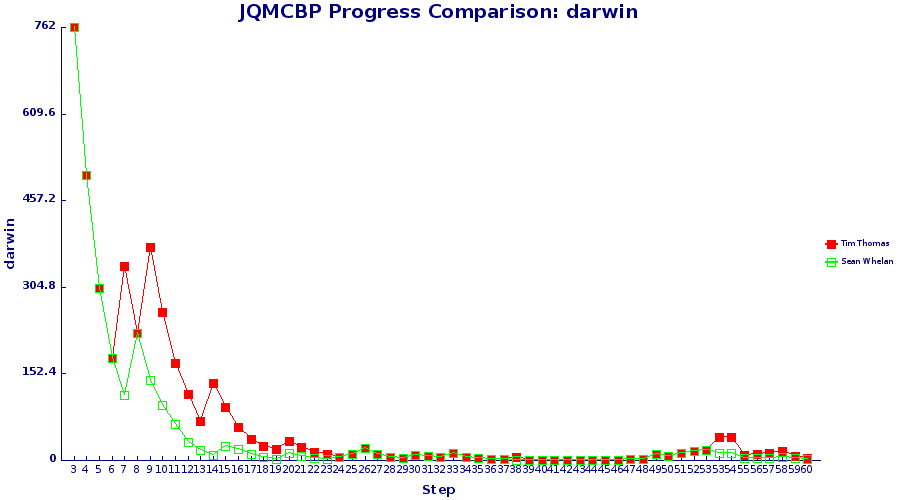 JQMCBP Progress Comparison: darwin
762
609.6
457.2
304.8
152.4
0
darwin
3 4 5 6 7 8 9 10 11 12 13 14 15 16 17 18 19 20 21 22 23 24 25 26 27 28 29 30 31 32 33 34 35 36 37 38 39 40 41 42 43 44 45 46 47 48 49 50 51 52 53 53 54 55 56 57 58 59 60
Step
Tim Thomas
Sean Whelan